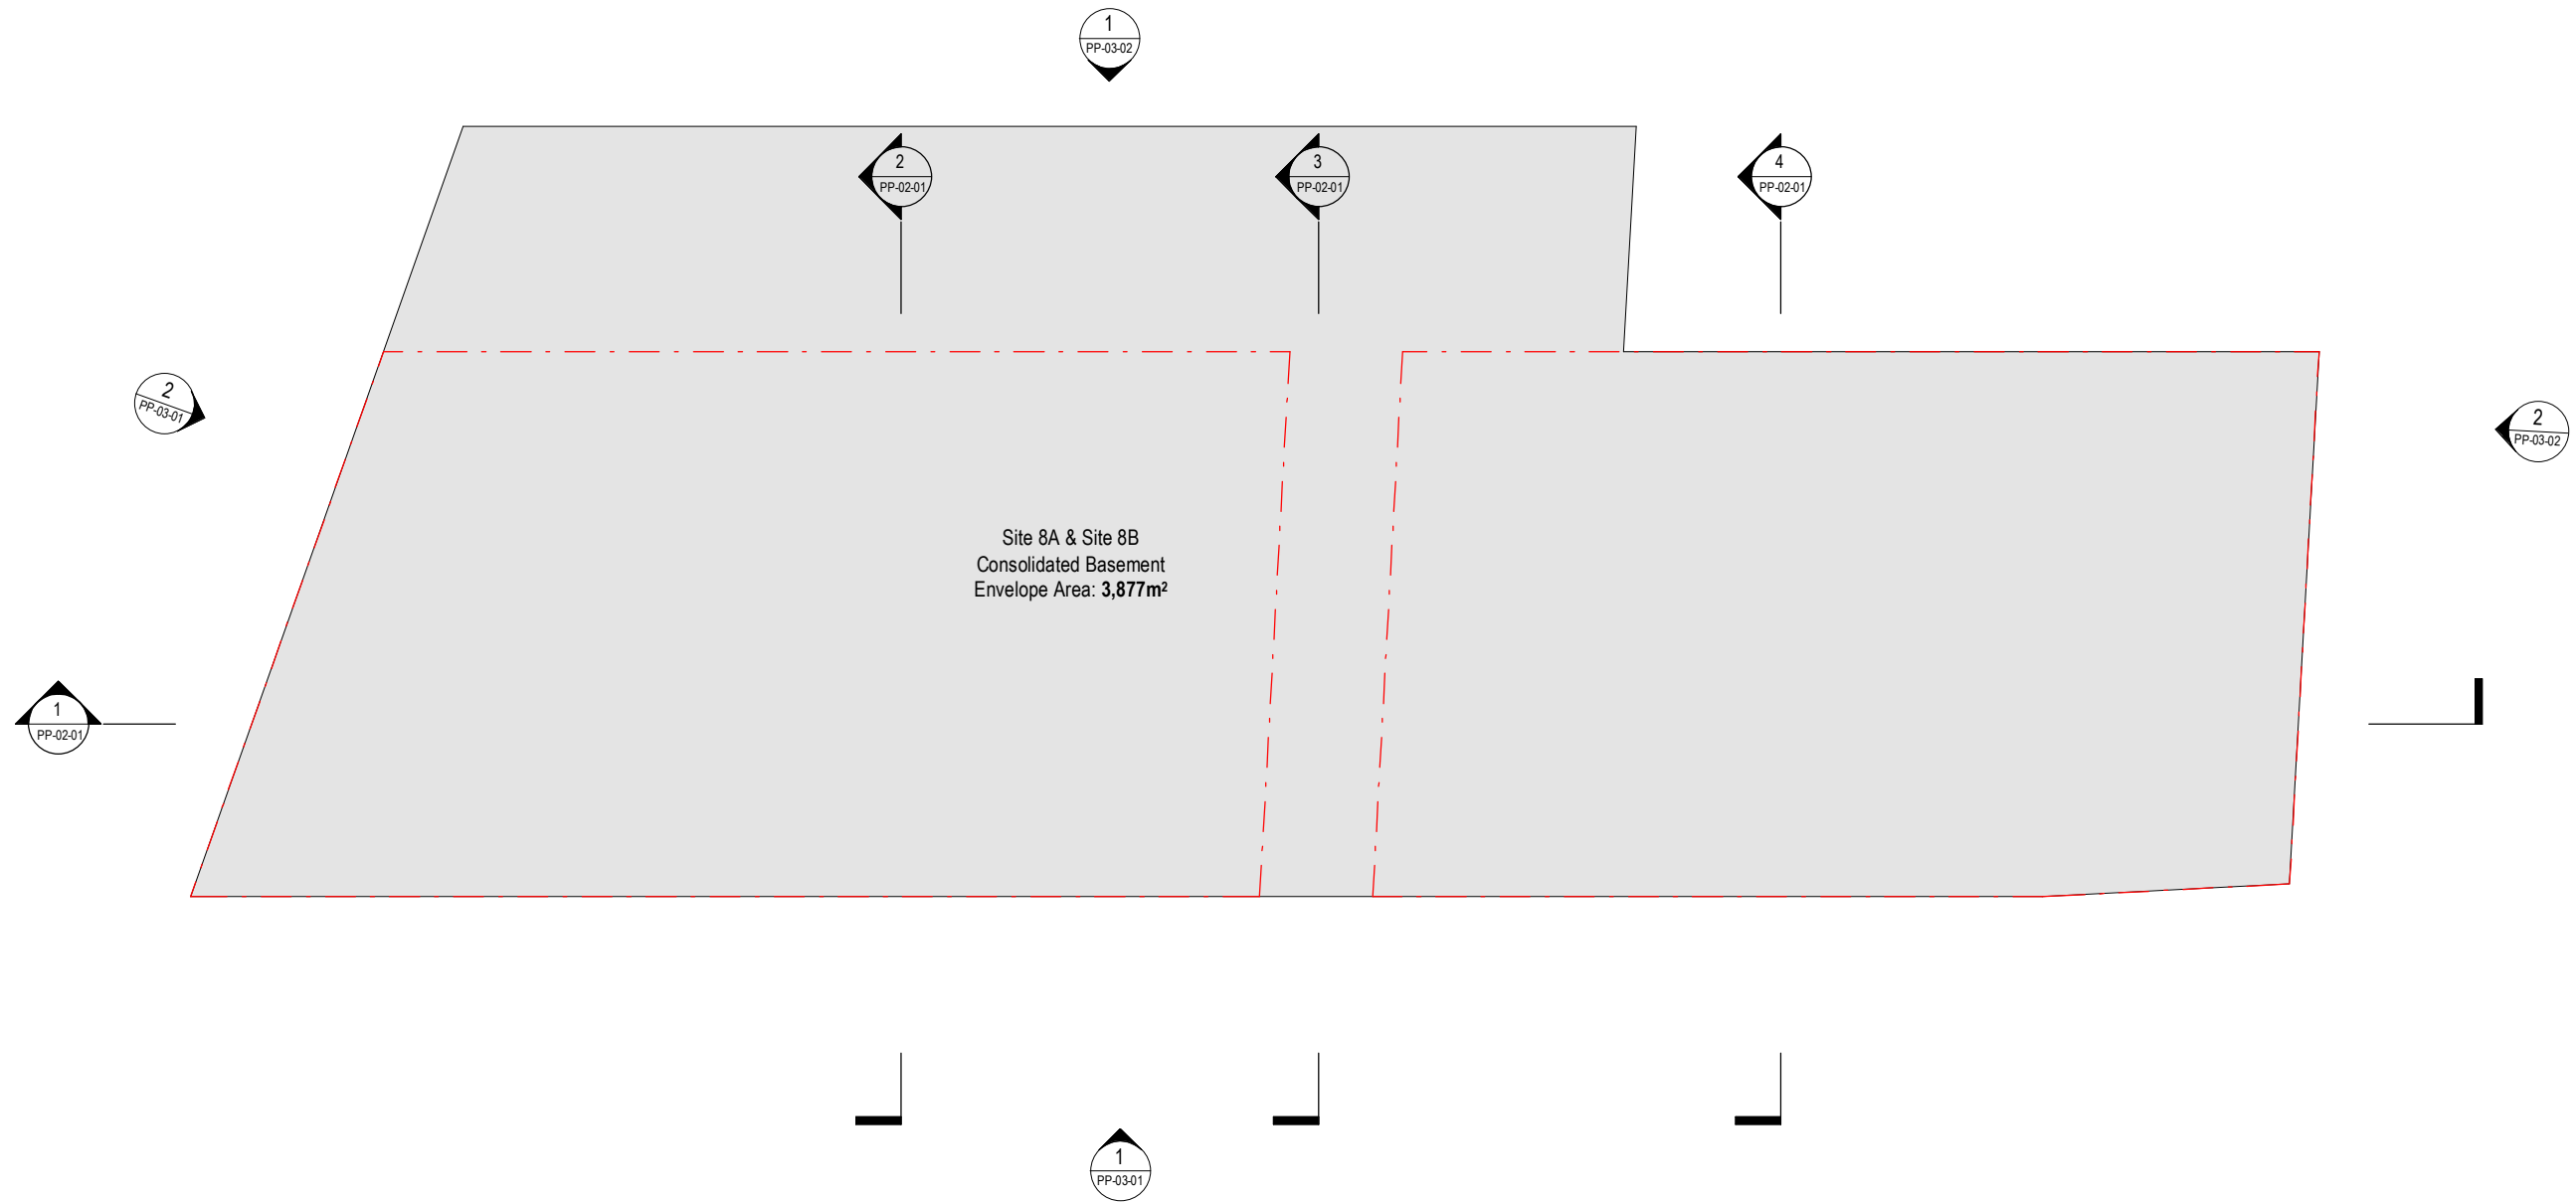 1
PP-03-02
2
PP-02-01
3
PP-02-01
4
PP-02-01
2
PP-03-01
2
PP-03-02
Site 8A & Site 8B
Consolidated Basement
Envelope Area: 3,877m²
1
PP-02-01
1
PP-03-01